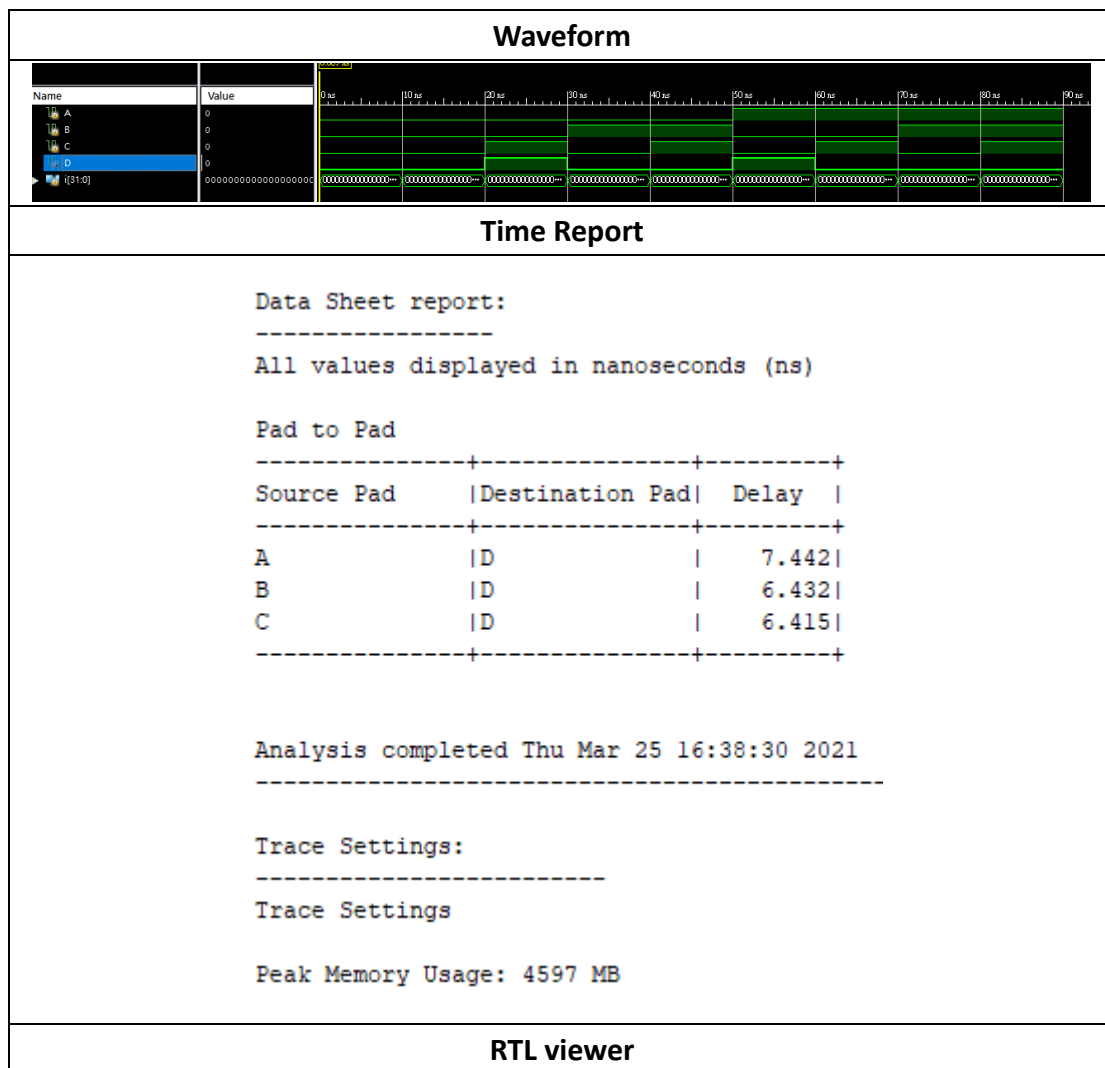 Waveform
Name Value 0 ns 10 ns 20 ns 30 ns 40 ns 50 ns 60 ns 70 ns 80 ns 90 ns
A 0
B 0
C 0
D 0
i[31:0]
Time Report
Data Sheet report:
-----------------
All values displayed in nanoseconds (ns)
Pad to Pad
---------------+---------------+---------+
Source Pad |Destination Pad| Delay |
---------------+---------------+---------+
A |D | 7.442|
B |D | 6.432|
C |D | 6.415|
---------------+---------------+---------+
Analysis completed Thu Mar 25 16:38:30 2021
---------------------------------------------
Trace Settings:
-------------------------
Trace Settings
Peak Memory Usage: 4597 MB
RTL viewer